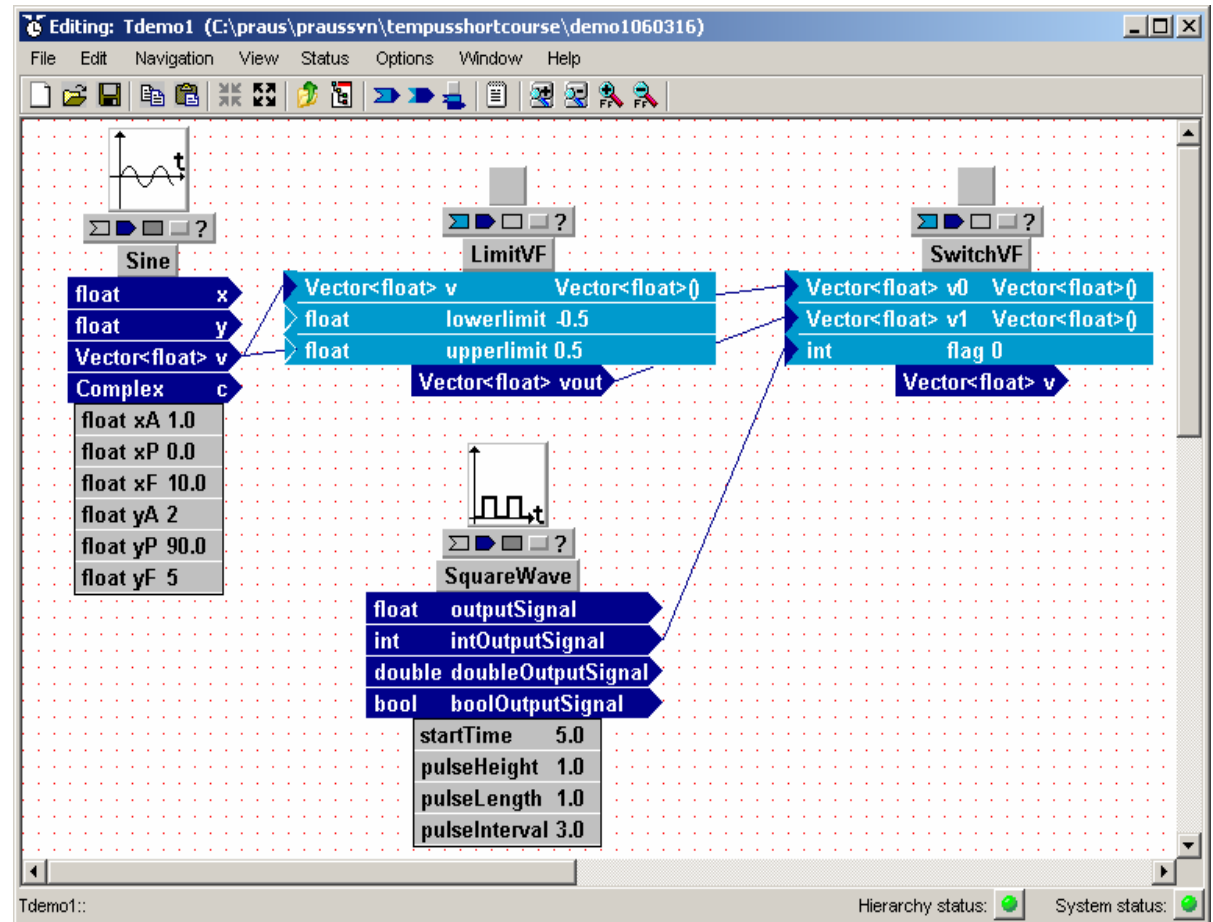 Editing: Tdemo1 (C:\praus\praussvn\tempusshortcourse\demo1060316)
File Edit Navigation View Status Options Window Help
t
?
Sine
float x
float y
Vector<float> v
Complex c
float xA 1.0
float xP 0.0
float xF 10.0
float yA 2
float yP 90.0
float yF 5
?
LimitVF
Vector<float> v Vector<float>()
float lowerlimit -0.5
float upperlimit 0.5
Vector<float> vout
?
SwitchVF
Vector<float> v0 Vector<float>()
Vector<float> v1 Vector<float>()
int flag 0
Vector<float> v
t
?
SquareWave
float outputSignal
int intOutputSignal
double doubleOutputSignal
bool boolOutputSignal
startTime 5.0
pulseHeight 1.0
pulseLength 1.0
pulseInterval 3.0
Tdemo1::
Hierarchy status: System status: